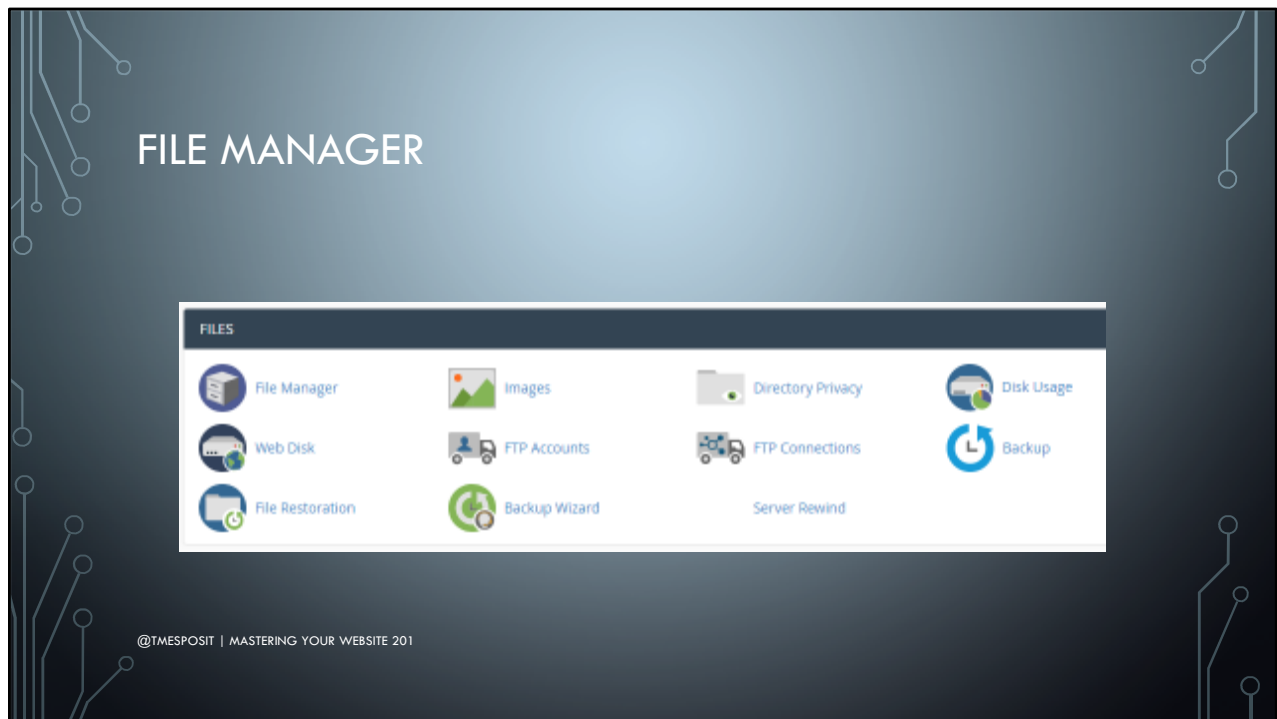 FILE MANAGER
FILES
File Manager
Images
Directory Privacy
Disk Usage
Web Disk
FTP Accounts
FTP Connections
Backup
File Restoration
Backup Wizard
Server Rewind
@TMESPOSIT | MASTERING YOUR WEBSITE 201